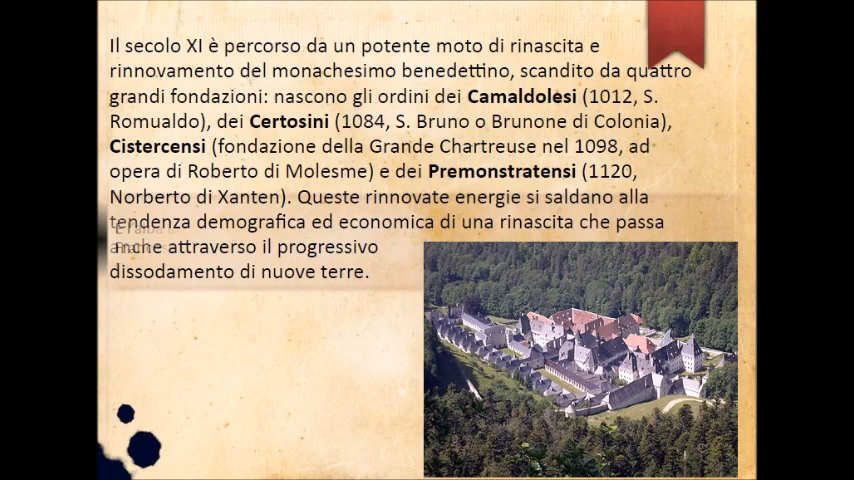 Il secolo XI è percorso da un potente moto di rinascita e
rinnovamento del monachesimo benedettino, scandito da quattro
grandi fondazioni: nascono gli ordini dei Camaldolesi (1012, S.
Romualdo), dei Certosini (1084, S. Bruno o Brunone di Colonia),
Cistercensi (fondazione della Grande Chartreuse nel 1098, ad
opera di Roberto di Molesme) e dei Premonstratensi (1120,
Norberto di Xanten). Queste rinnovate energie si saldano alla
tendenza demografica ed economica di una rinascita che passa
anche attraverso il progressivo
dissodamento di nuove terre.